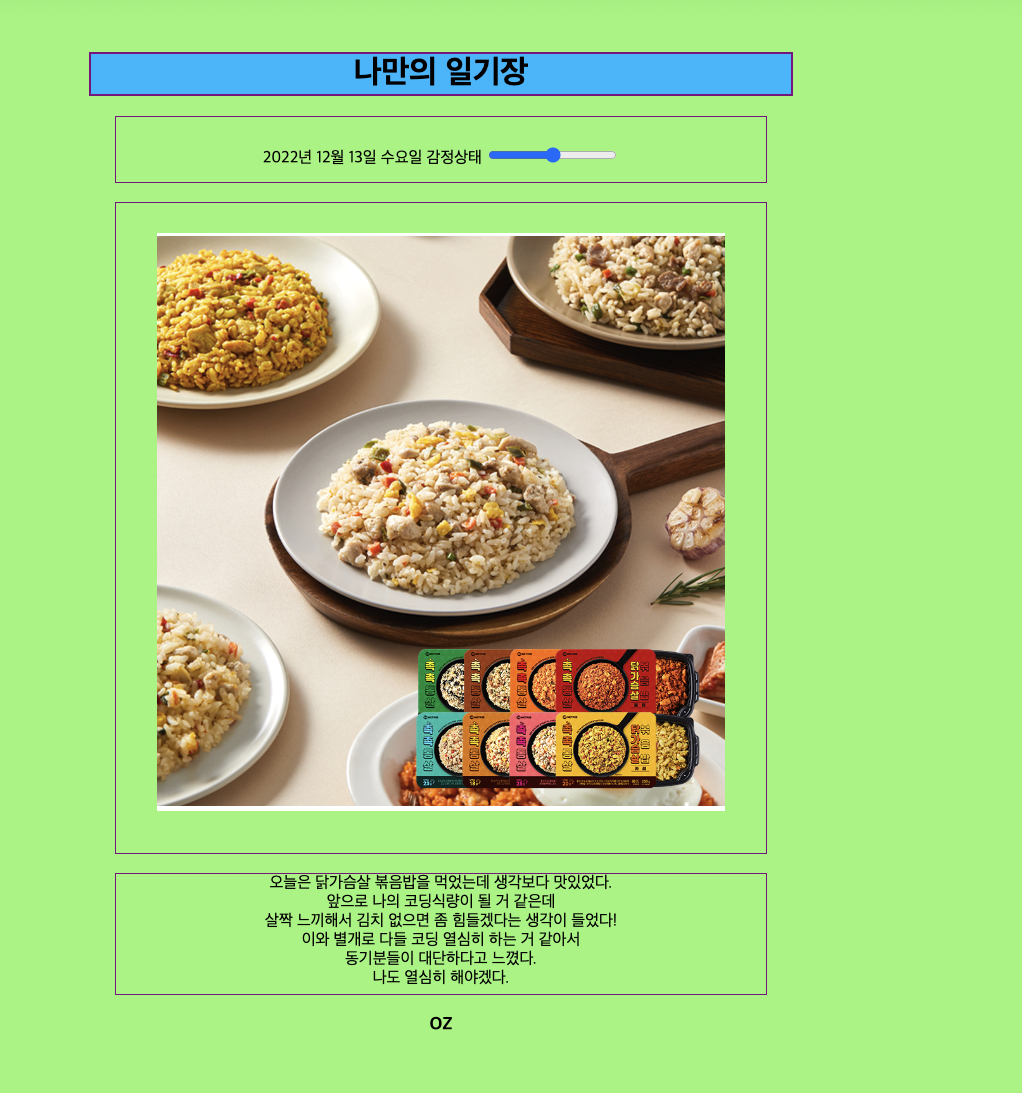 나만의 일기장
2022년 12월 13일 수요일 감정상태
닭가슴살
오늘은 닭가슴살 볶음밥을 먹었는데 생각보다 맛있었다.
앞으로 나의 코딩식량이 될 거 같은데
살짝 느끼해서 김치 없으면 좀 힘들겠다는 생각이 들었다!
이와 별개로 다들 코딩 열심히 하는 거 같아서
동기분들이 대단하다고 느꼈다.
나도 열심히 해야겠다.
OZ